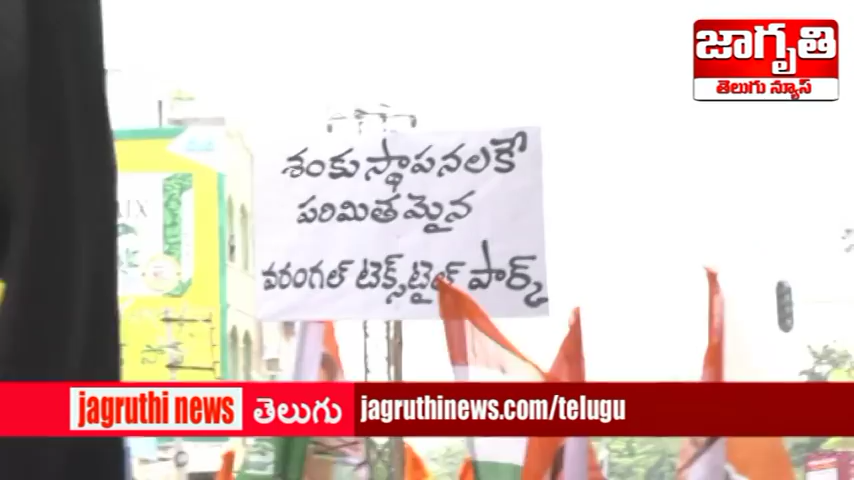 జాగృతి
తెలుగు న్యూస్
శంకుస్థాపనలకే
పరిమితమైన
వరంగల్ టెక్స్‌టైల్ పార్క్
jagruthi news తెలుగు jagruthinews.com/telugu